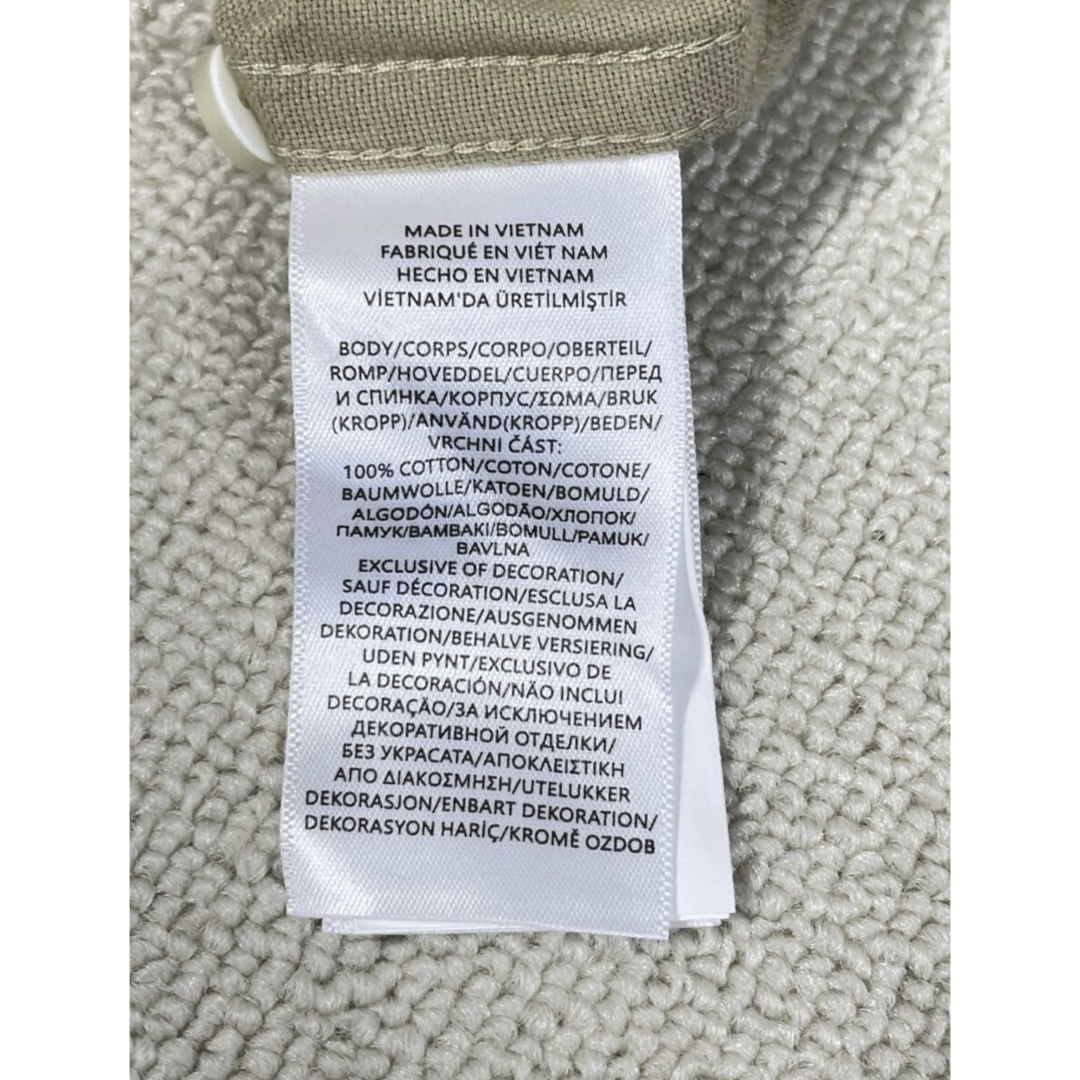 MADE IN VIETNAM
FABRIQUÉ EN VIÉT NAM
HECHO EN VIETNAM
VİETNAM'DA ÜRETİLMİŞTİR
BODY/CORPS/CORPO/OBERTEIL/
ROMP/HOVEDDEL/CUERPO/ПЕРЕД
И СПИНКА/КОРПУС/ΣΩΜΑ/BRUK
(KROPP)/ANVÄND(KROPP)/BEDEN/
VRCHNI ČÁST:
100% COTTON/COTON/COTONE/
BAUMWOLLE/KATOEN/BOMULD/
ALGODÓN/ALGODÃO/ХЛОПОК/
ПАМУК/BAMBAKI/BOMULL/PAMUK/
BAVLNA
EXCLUSIVE OF DECORATION/
SAUF DÉCORATION/ESCLUSA LA
DECORAZIONE/AUSGENOMMEN
DEKORATION/BEHALVE VERSIERING/
UDEN PYNT/EXCLUSIVO DE
LA DECORACIÓN/NÃO INCLUI
DECORAÇÃO/ЗА ИСКЛЮЧЕНИЕМ
ДЕКОРАТИВНОЙ ОТДЕЛКИ/
БЕЗ УКРАСАТА/ΑΠΟΚΛΕΙΣΤΙΚΗ
ΑΠΟ ΔΙΑΚΟΣΜΗΣΗ/UTELUKKER
DEKORASJON/ENBART DEKORATION/
DEKORASYON HARİÇ/KROMĚ OZDOB